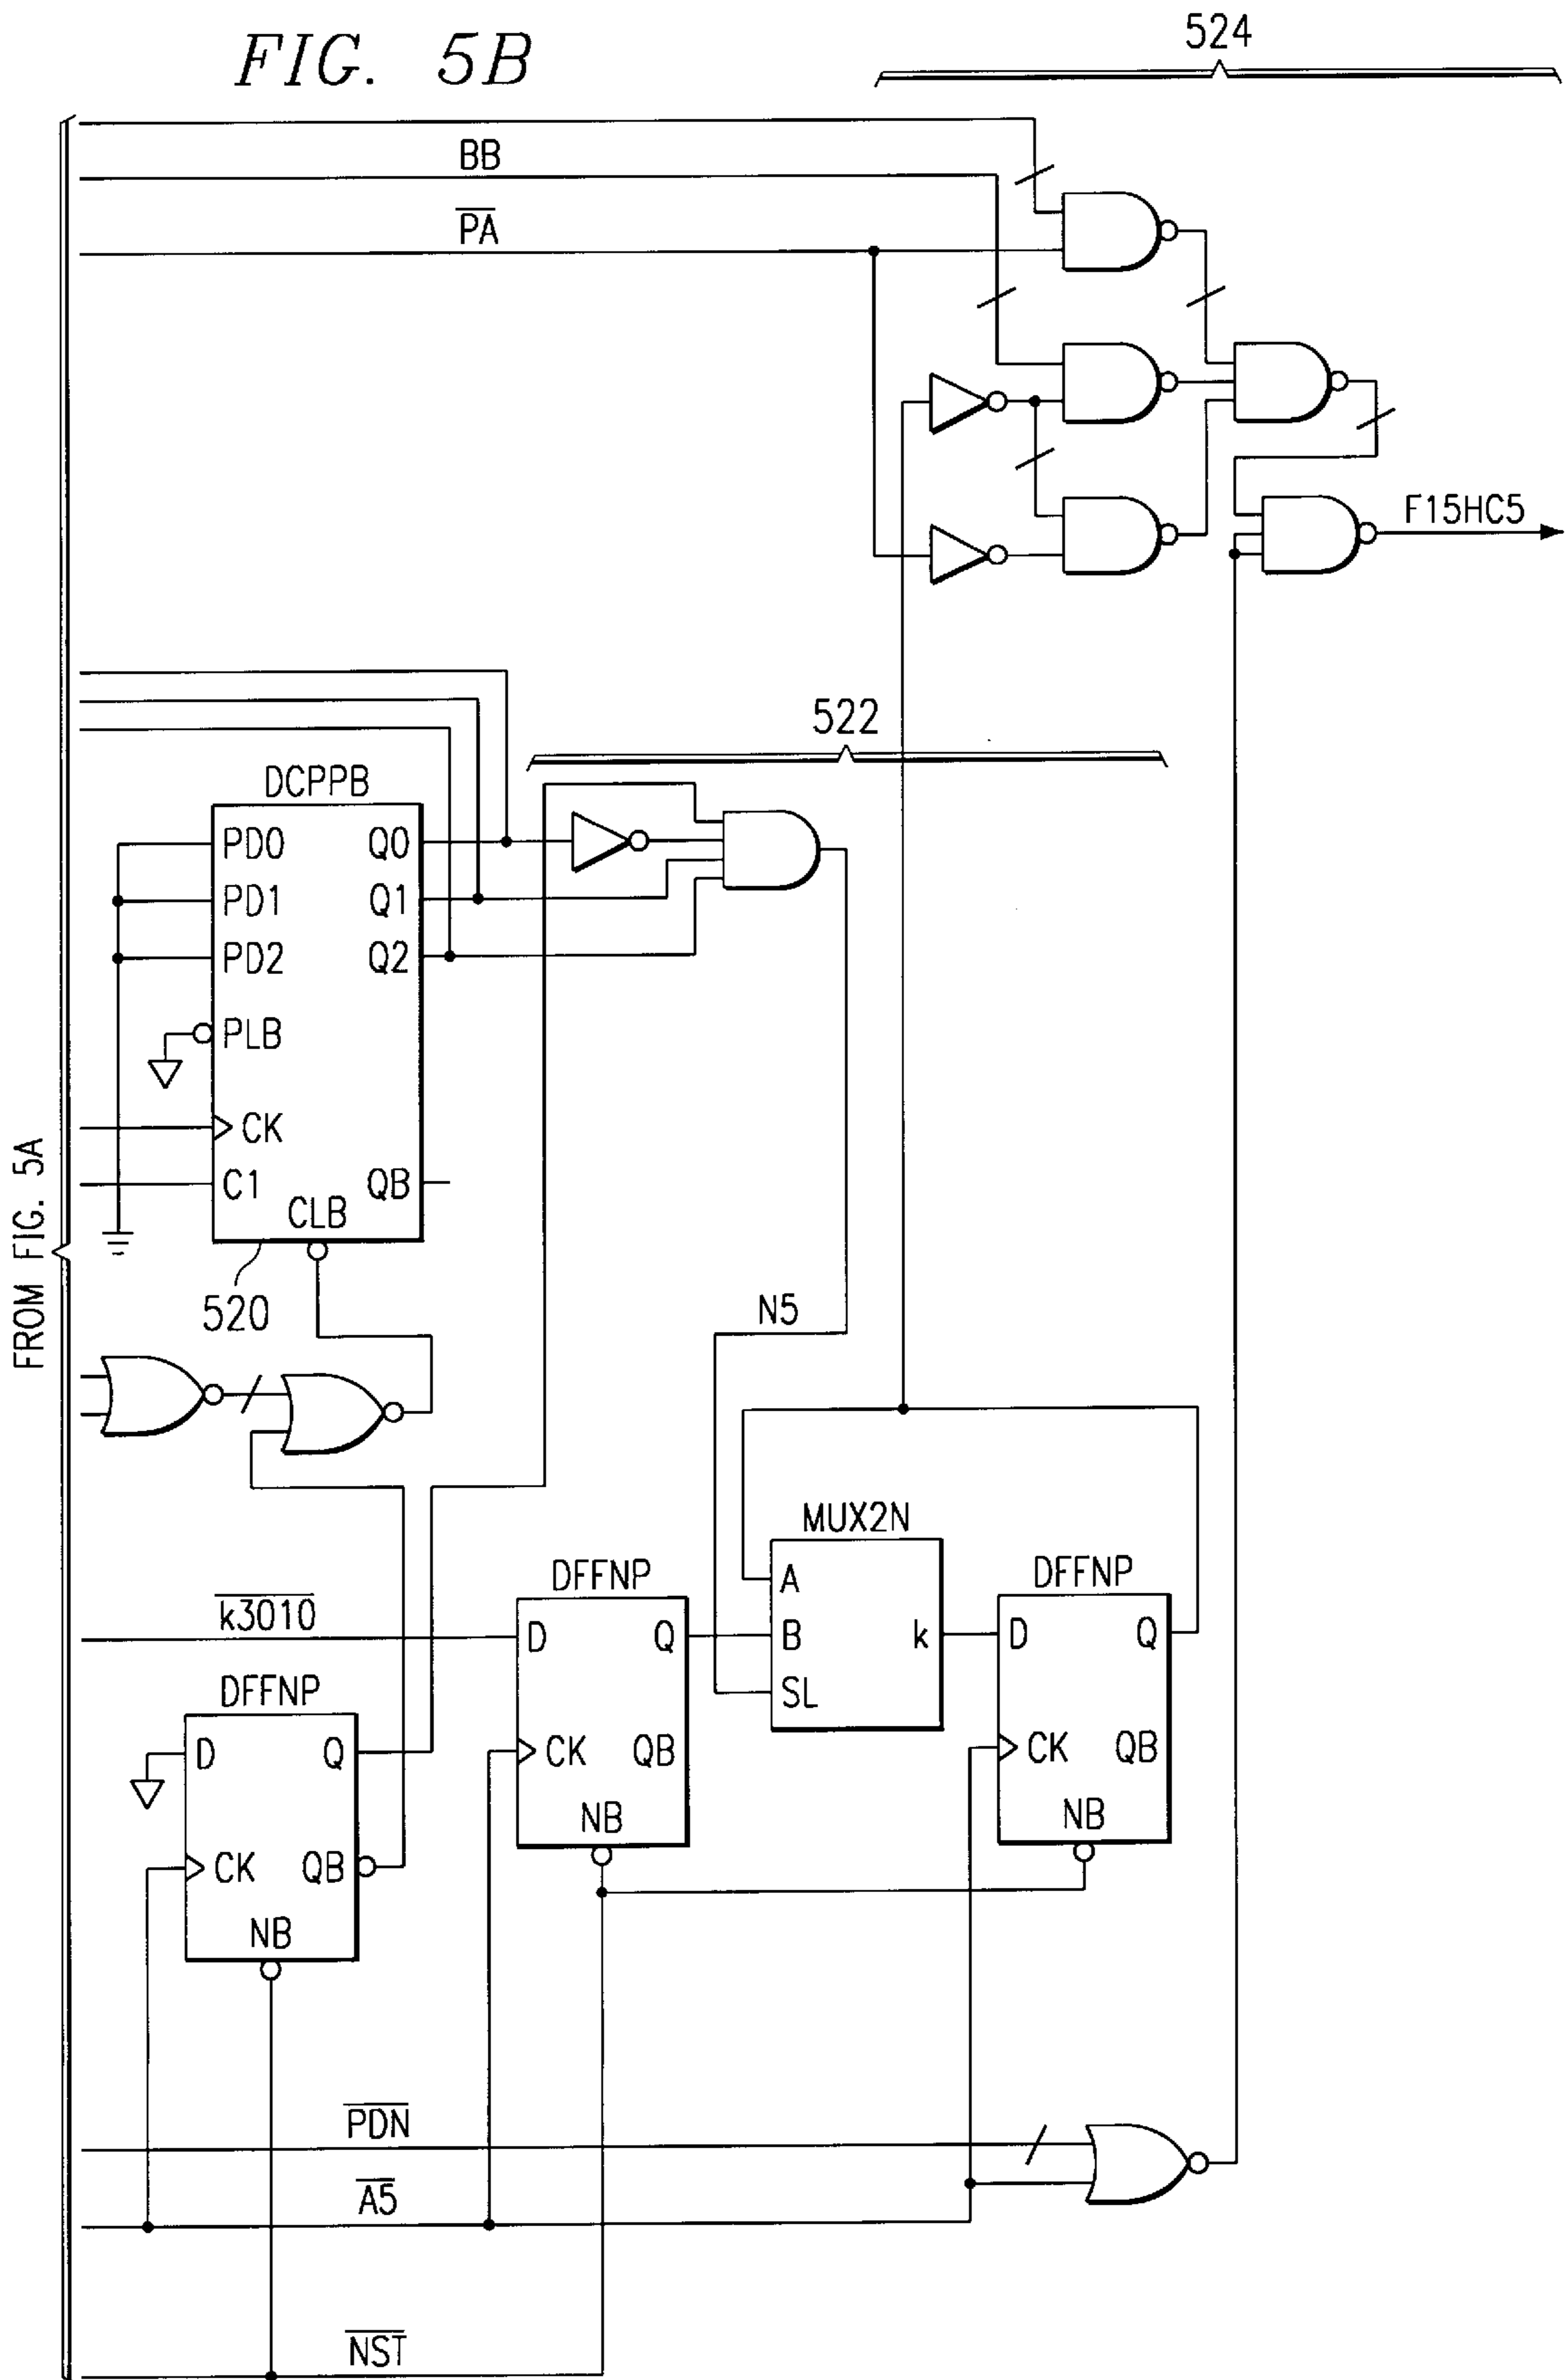 FIG. 5B
524
BB
PA
F15HC5
522
DCPPB
PD0 Q0
PD1 Q1
PD2 Q2
PLB
CK
C1 QB
CLB
520
FROM FIG. 5A
N5
MUX2N
A
B k
SL
DFFNP
D Q
CK QB
NB
DFFNP
D Q
CK QB
NB
k3010
DFFNP
D Q
CK QB
NB
PDN
A5
NST